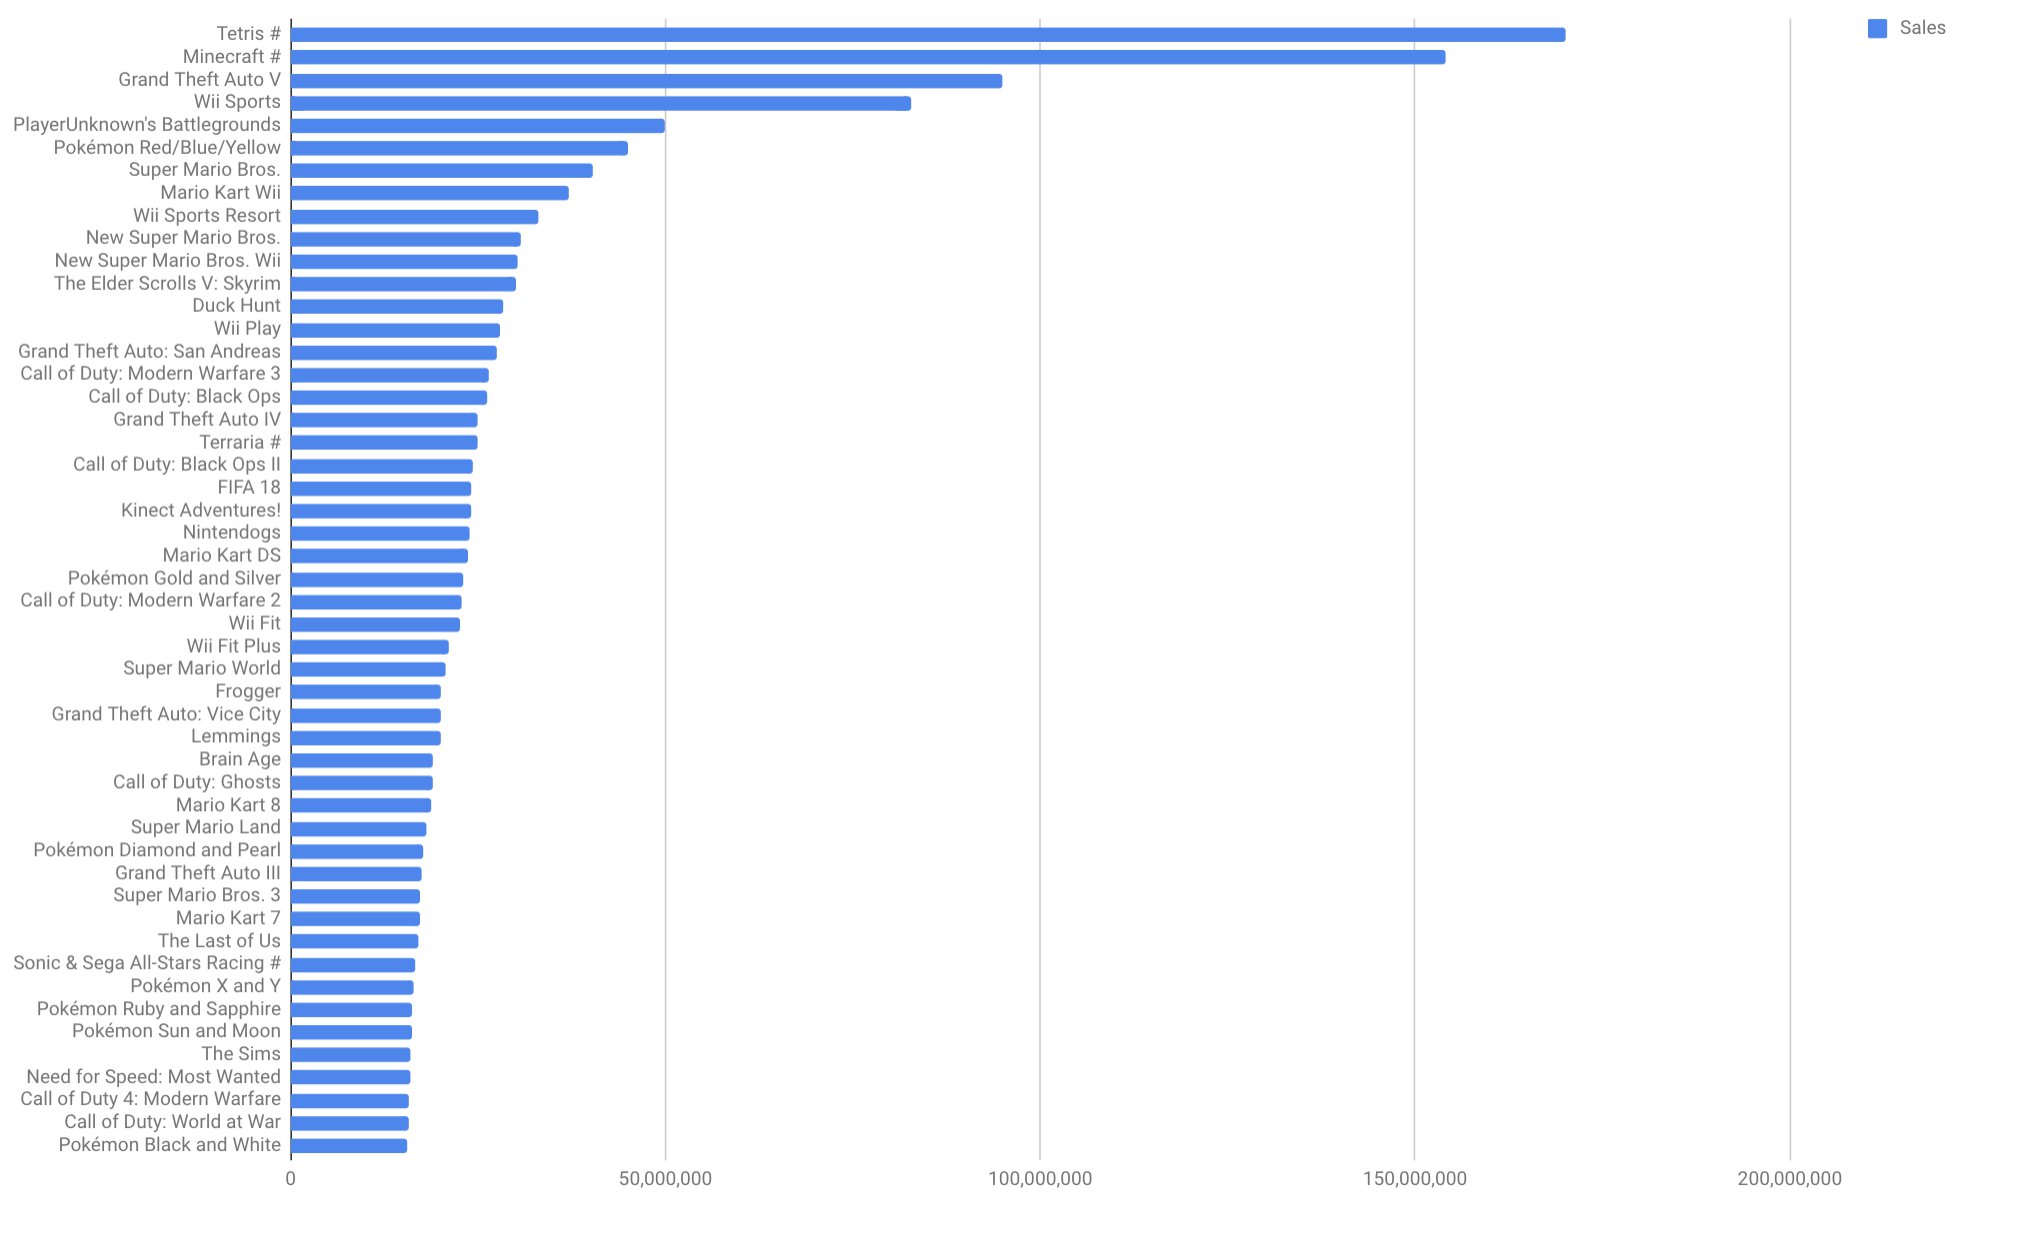 Tetris #
Minecraft #
Grand Theft Auto V
Wii Sports
PlayerUnknown's Battlegrounds
Pokémon Red/Blue/Yellow
Super Mario Bros.
Mario Kart Wii
Wii Sports Resort
New Super Mario Bros.
New Super Mario Bros. Wii
The Elder Scrolls V: Skyrim
Duck Hunt
Wii Play
Grand Theft Auto: San Andreas
Call of Duty: Modern Warfare 3
Call of Duty: Black Ops
Grand Theft Auto IV
Terraria #
Call of Duty: Black Ops II
FIFA 18
Kinect Adventures!
Nintendogs
Mario Kart DS
Pokémon Gold and Silver
Call of Duty: Modern Warfare 2
Wii Fit
Wii Fit Plus
Super Mario World
Frogger
Grand Theft Auto: Vice City
Lemmings
Brain Age
Call of Duty: Ghosts
Mario Kart 8
Super Mario Land
Pokémon Diamond and Pearl
Grand Theft Auto III
Super Mario Bros. 3
Mario Kart 7
The Last of Us
Sonic & Sega All-Stars Racing #
Pokémon X and Y
Pokémon Ruby and Sapphire
Pokémon Sun and Moon
The Sims
Need for Speed: Most Wanted
Call of Duty 4: Modern Warfare
Call of Duty: World at War
Pokémon Black and White
0 50,000,000 100,000,000 150,000,000 200,000,000
Sales